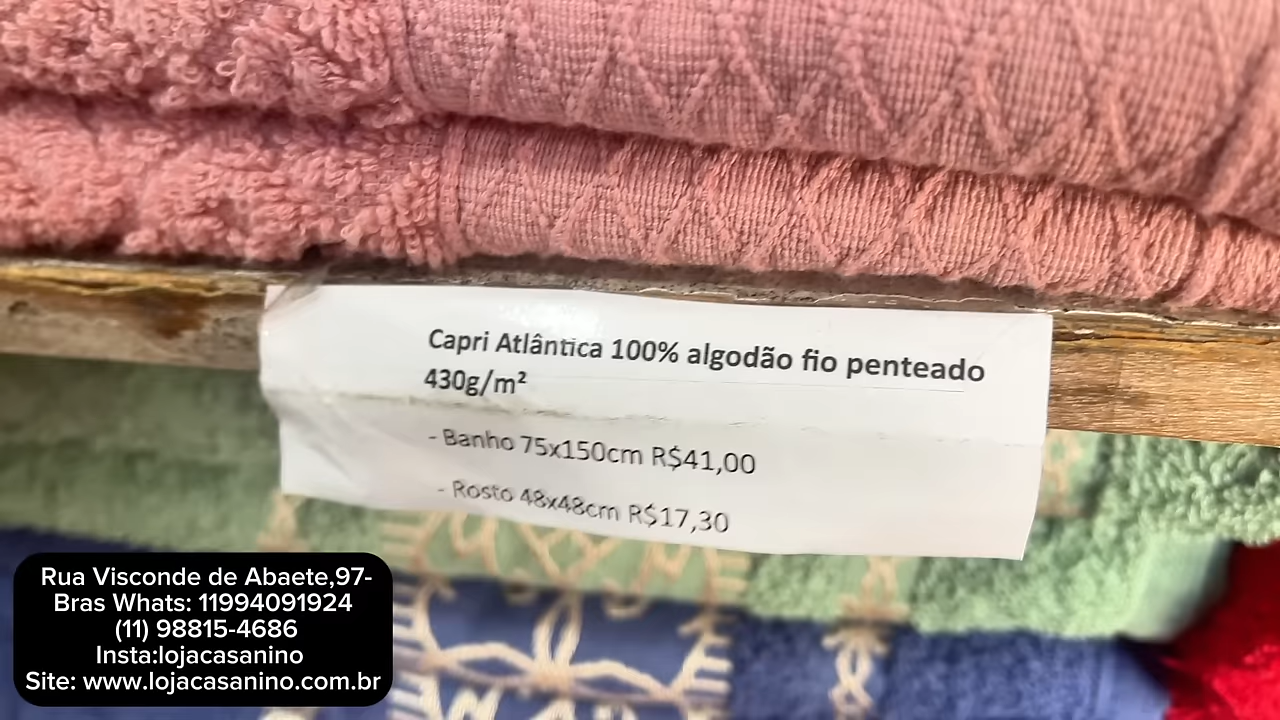 Capri Atlântica 100% algodão fio penteado
430g/m²
- Banho 75x150cm R$41,00
- Rosto 48x48cm R$17,30
Rua Visconde de Abaete,97-
Bras Whats: 11994091924
(11) 98815-4686
Insta:lojacasanino
Site: www.lojacasanino.com.br